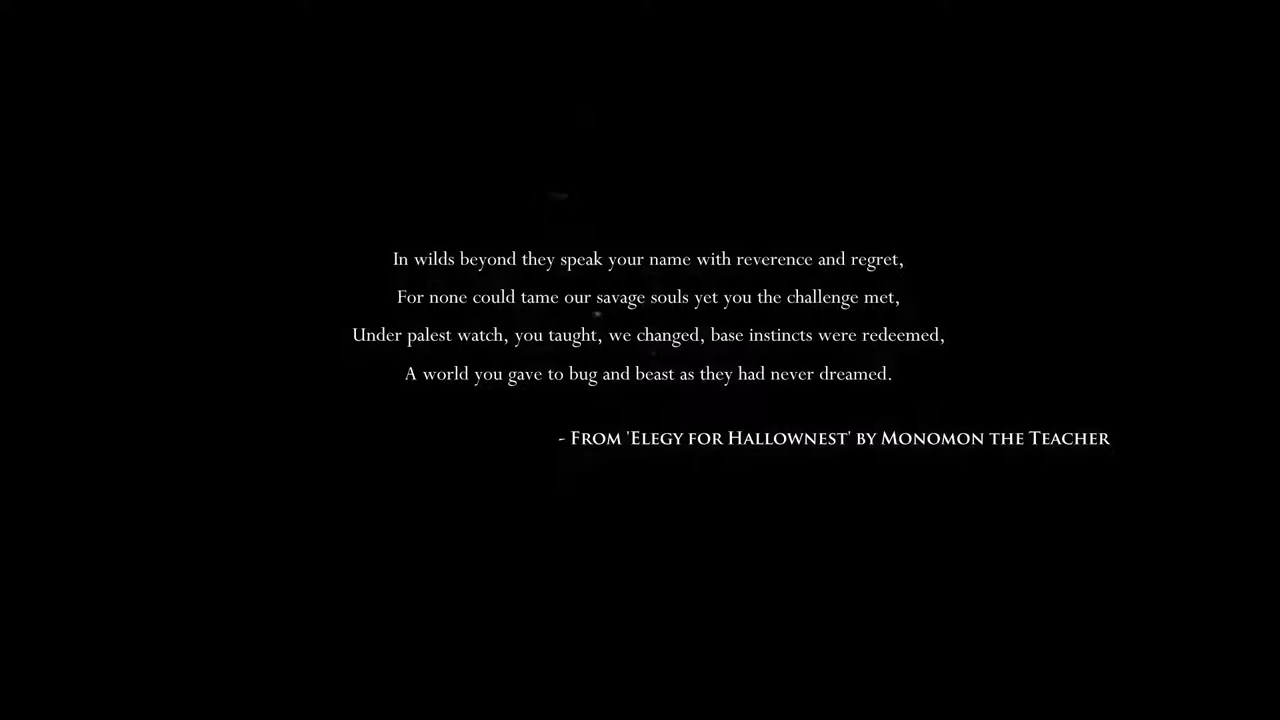 In wilds beyond they speak your name with reverence and regret,
For none could tame our savage souls yet you the challenge met,
Under palest watch, you taught, we changed, base instincts were redeemed,
A world you gave to bug and beast as they had never dreamed.
- From 'Elegy for Hallownest' by Monomon the Teacher